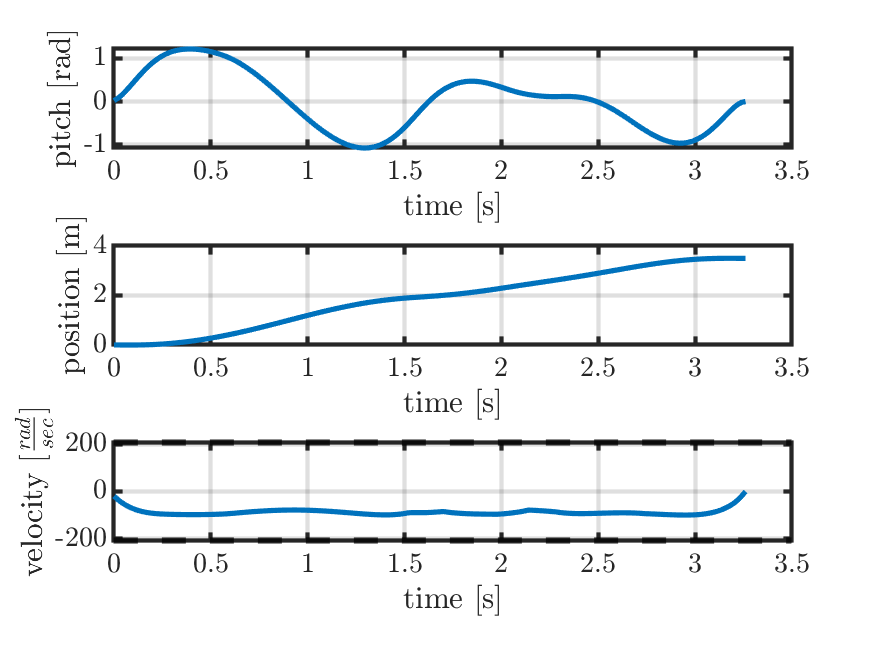 pitch [rad]
1
0
-1
0 0.5 1 1.5 2 2.5 3 3.5
time [s]
position [m]
4
2
0
0 0.5 1 1.5 2 2.5 3 3.5
time [s]
velocity [rad/sec]
200
0
-200
0 0.5 1 1.5 2 2.5 3 3.5
time [s]